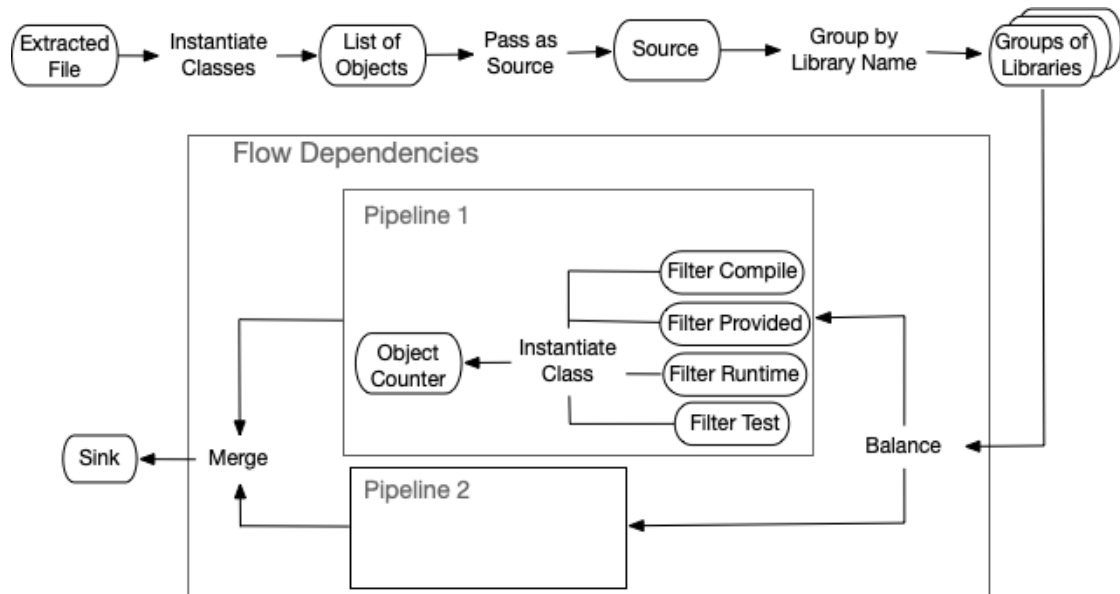 Extracted
File
Instantiate
Classes
List of
Objects
Pass as
Source
Source
Group by
Library Name
Groups of
Libraries
Flow Dependencies
Pipeline 1
Filter Compile
Filter Provided
Filter Runtime
Filter Test
Instantiate
Class
Object
Counter
Balance
Merge
Sink
Pipeline 2